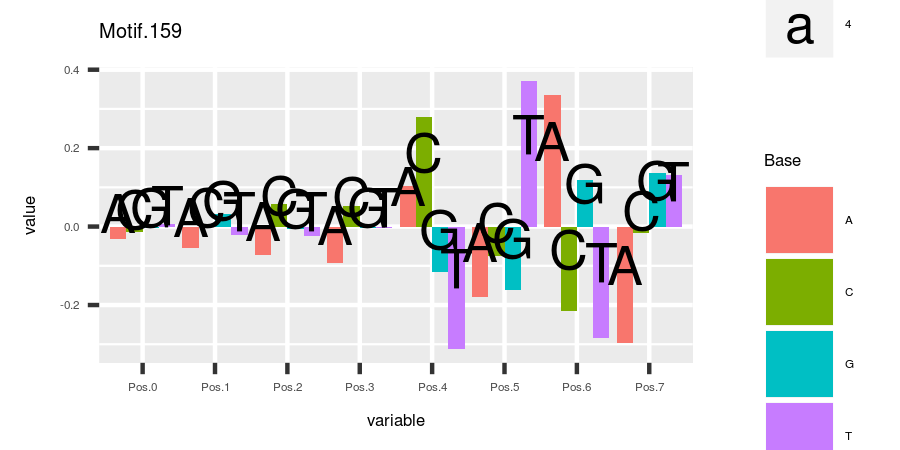 Motif.159
a 4
0.4
0.2
0.0
-0.2
value
A C G T A C G T A C G T A C G T A C G T A C G T A C G T A C G T
Pos.0 Pos.1 Pos.2 Pos.3 Pos.4 Pos.5 Pos.6 Pos.7
variable
Base
A
C
G
T